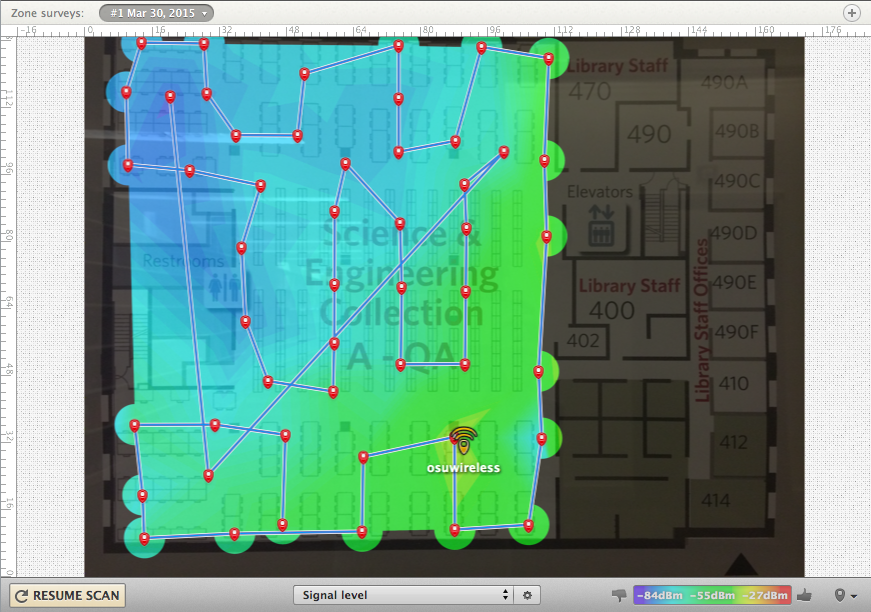 Zone surveys:
#1 Mar 30, 2015
-16 0 16 32 48 64 80 96 112 128 144 160 176
Library Staff
470
490A
112
490
490B
96
490C
Elevators
80
Science &
490D
Restrooms
Engineering
Library Staff
490E
64
Collection
400
Library Staff Offices
402
490F
A - QA
48
410
32
412
osuwireless
16
414
0
RESUME SCAN
Signal level
-84dBm -55dBm -27dBm